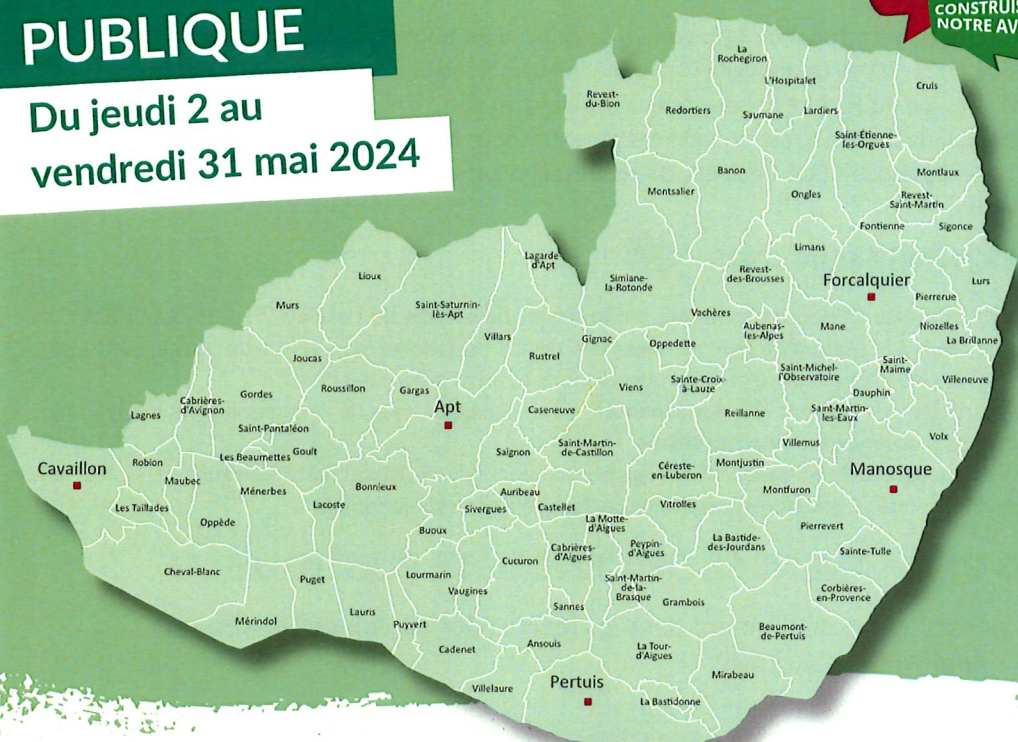 PUBLIQUE
Du jeudi 2 au
vendredi 31 mai 2024
CONSTRUIS
NOTRE AV
La
Rochegiron
L'Hospitalet
Cruis
Revest-
du-Bion
Redortiers
Saumane
Lardiers
Saint-Étienne-
les-Orgues
Banon
Montlaux
Montsalier
Ongles
Revest-
Saint-Martin
Fontienne
Sigonce
Limans
Lagarde
d'Apt
Lioux
Simiane-
la-Rotonde
Revest-
des-Brousses
Forcalquier
Lurs
Pierrerue
Murs
Saint-Saturnin-
lès-Apt
Vachères
Villars
Gignac
Oppedette
Aubenas-
les-Alpes
Mane
Niozelles
La Brillanne
Joucas
Rustrel
Saint-Michel-
l'Observatoire
Saint-
Maime
Villeneuve
Gordes
Roussillon
Gargas
Viens
Sainte-Croix-
à-Lauze
Dauphin
Cabrières-
d'Avignon
Lagnes
Apt
Caseneuve
Reillanne
Saint-Martin-
les-Eaux
Saint-Pantaléon
Volx
Villemus
Les Beaumettes
Goult
Saignon
Saint-Martin-
de-Castillon
Cavaillon
Robion
Céreste-
en-Luberon
Montjustin
Manosque
Maubec
Ménerbes
Bonnieux
Auribeau
Montfuron
Les Taillades
Lacoste
Sivergues
Castellet
Vitrolles
Oppède
Buoux
La Motte-
d'Aigues
Pierrevert
Cabrières-
d'Aigues
Peypin-
d'Aigues
La Bastide-
des-Jourdans
Sainte-Tulle
Cheval-Blanc
Puget
Lourmarin
Cucuron
Vaugines
Saint-Martin-
de-la-
Brasque
Grambois
Corbières-
en-Provence
Mérindol
Lauris
Puyvert
Sannes
Beaumont-
de-Pertuis
Cadenet
Ansouis
La Tour-
d'Aigues
Mirabeau
Villelaure
Pertuis
La Bastidonne